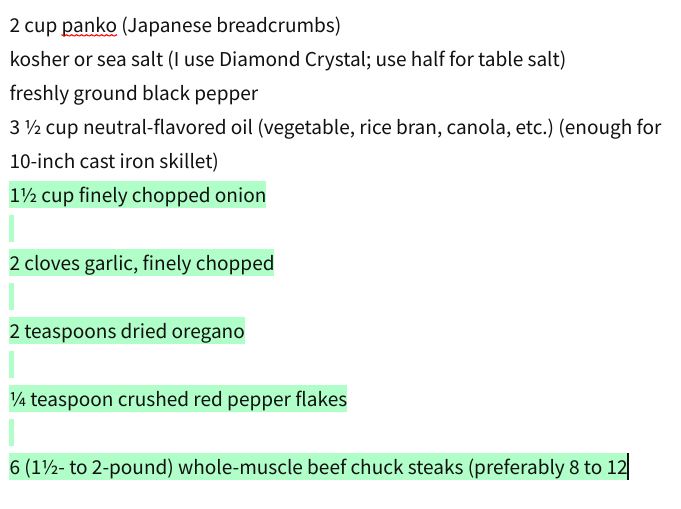 2 cup panko (Japanese breadcrumbs)
kosher or sea salt (I use Diamond Crystal; use half for table salt)
freshly ground black pepper
3 ½ cup neutral-flavored oil (vegetable, rice bran, canola, etc.) (enough for
10-inch cast iron skillet)
1½ cup finely chopped onion
2 cloves garlic, finely chopped
2 teaspoons dried oregano
¼ teaspoon crushed red pepper flakes
6 (1½- to 2-pound) whole-muscle beef chuck steaks (preferably 8 to 12